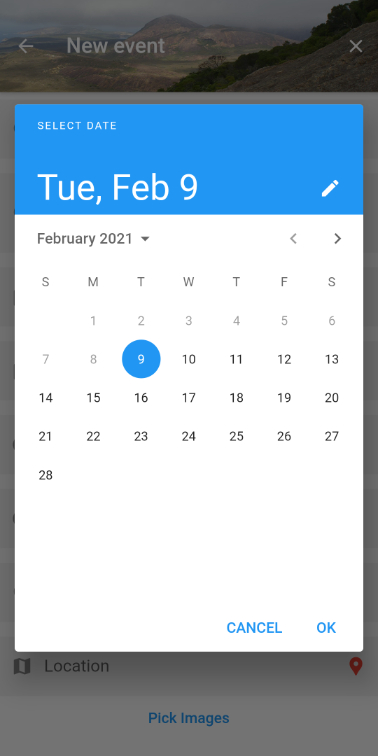 New event
SELECT DATE
Tue, Feb 9
February 2021
S M T W T F S
1 2 3 4 5 6
7 8 9 10 11 12 13
14 15 16 17 18 19 20
21 22 23 24 25 26 27
28
CANCEL OK
Location
Pick Images